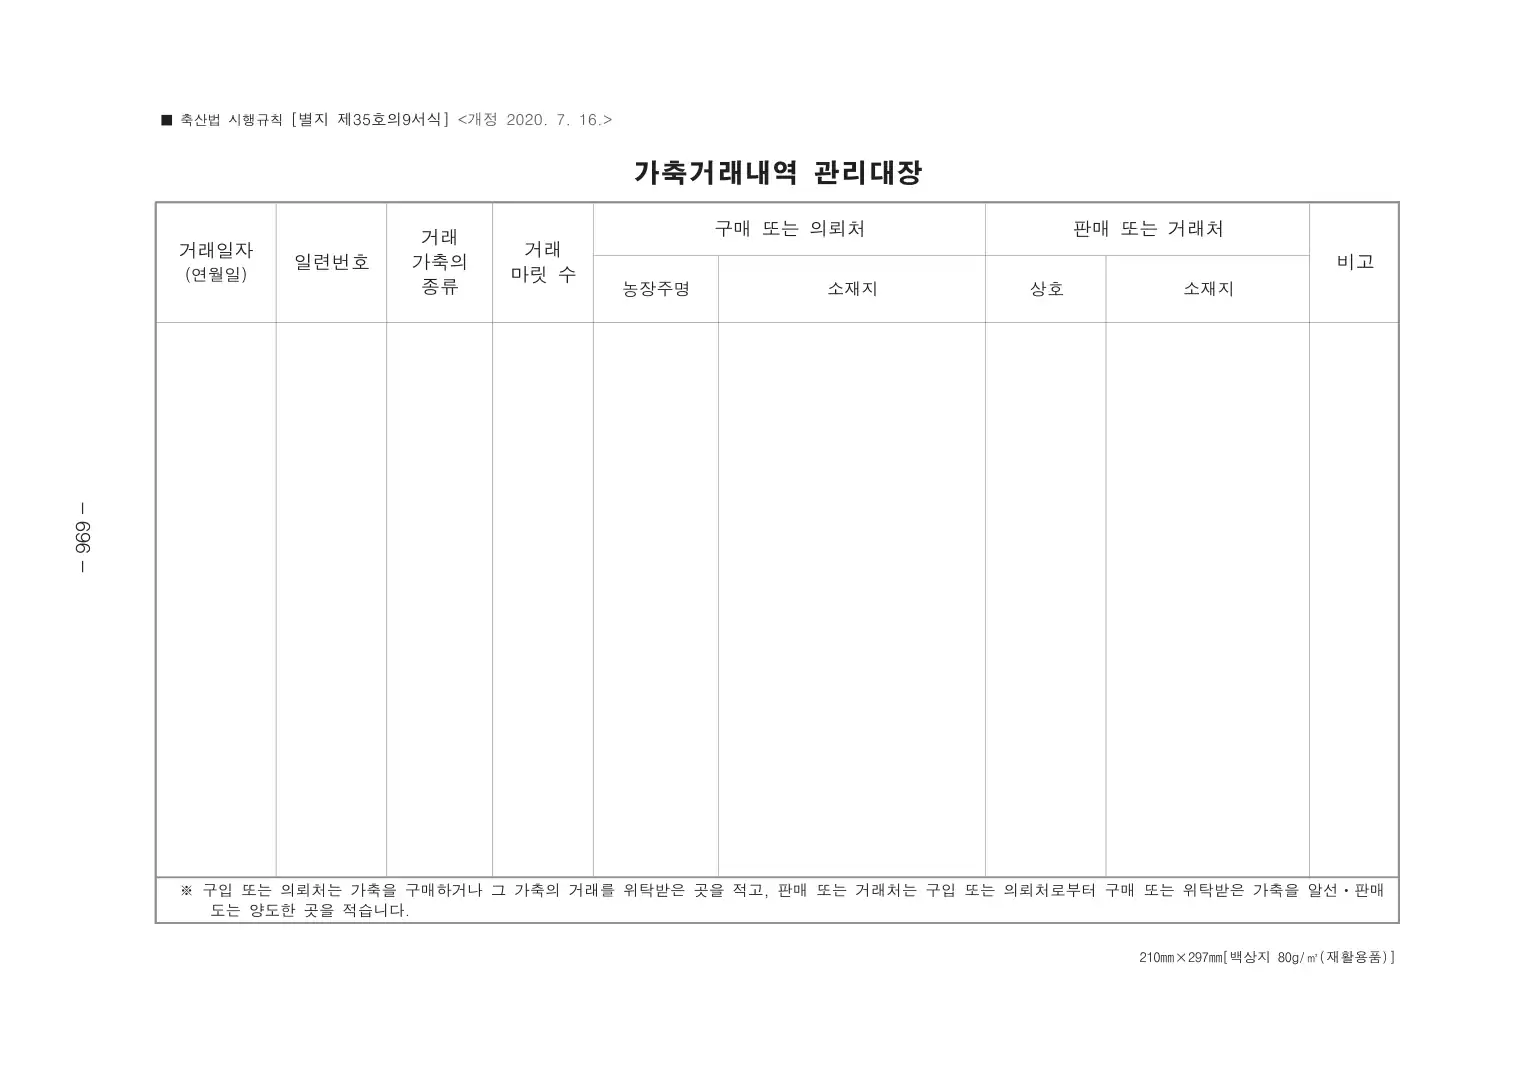 ■ 축산법 시행규칙 [별지 제35호의9서식] <개정 2020. 7. 16.>
가축거래내역 관리대장
거래일자
(연월일)
일련번호
거래
가축의
종류
거래
마릿 수
구매 또는 의뢰처
농장주명
소재지
판매 또는 거래처
상호
소재지
비고
※ 구입 또는 의뢰처는 가축을 구매하거나 그 가축의 거래를 위탁받은 곳을 적고, 판매 또는 거래처는 구입 또는 의뢰처로부터 구매 또는 위탁받은 가축을 알선·판매
도는 양도한 곳을 적습니다.
210㎜×297㎜[백상지 80g/㎡(재활용품)]
- 969 -